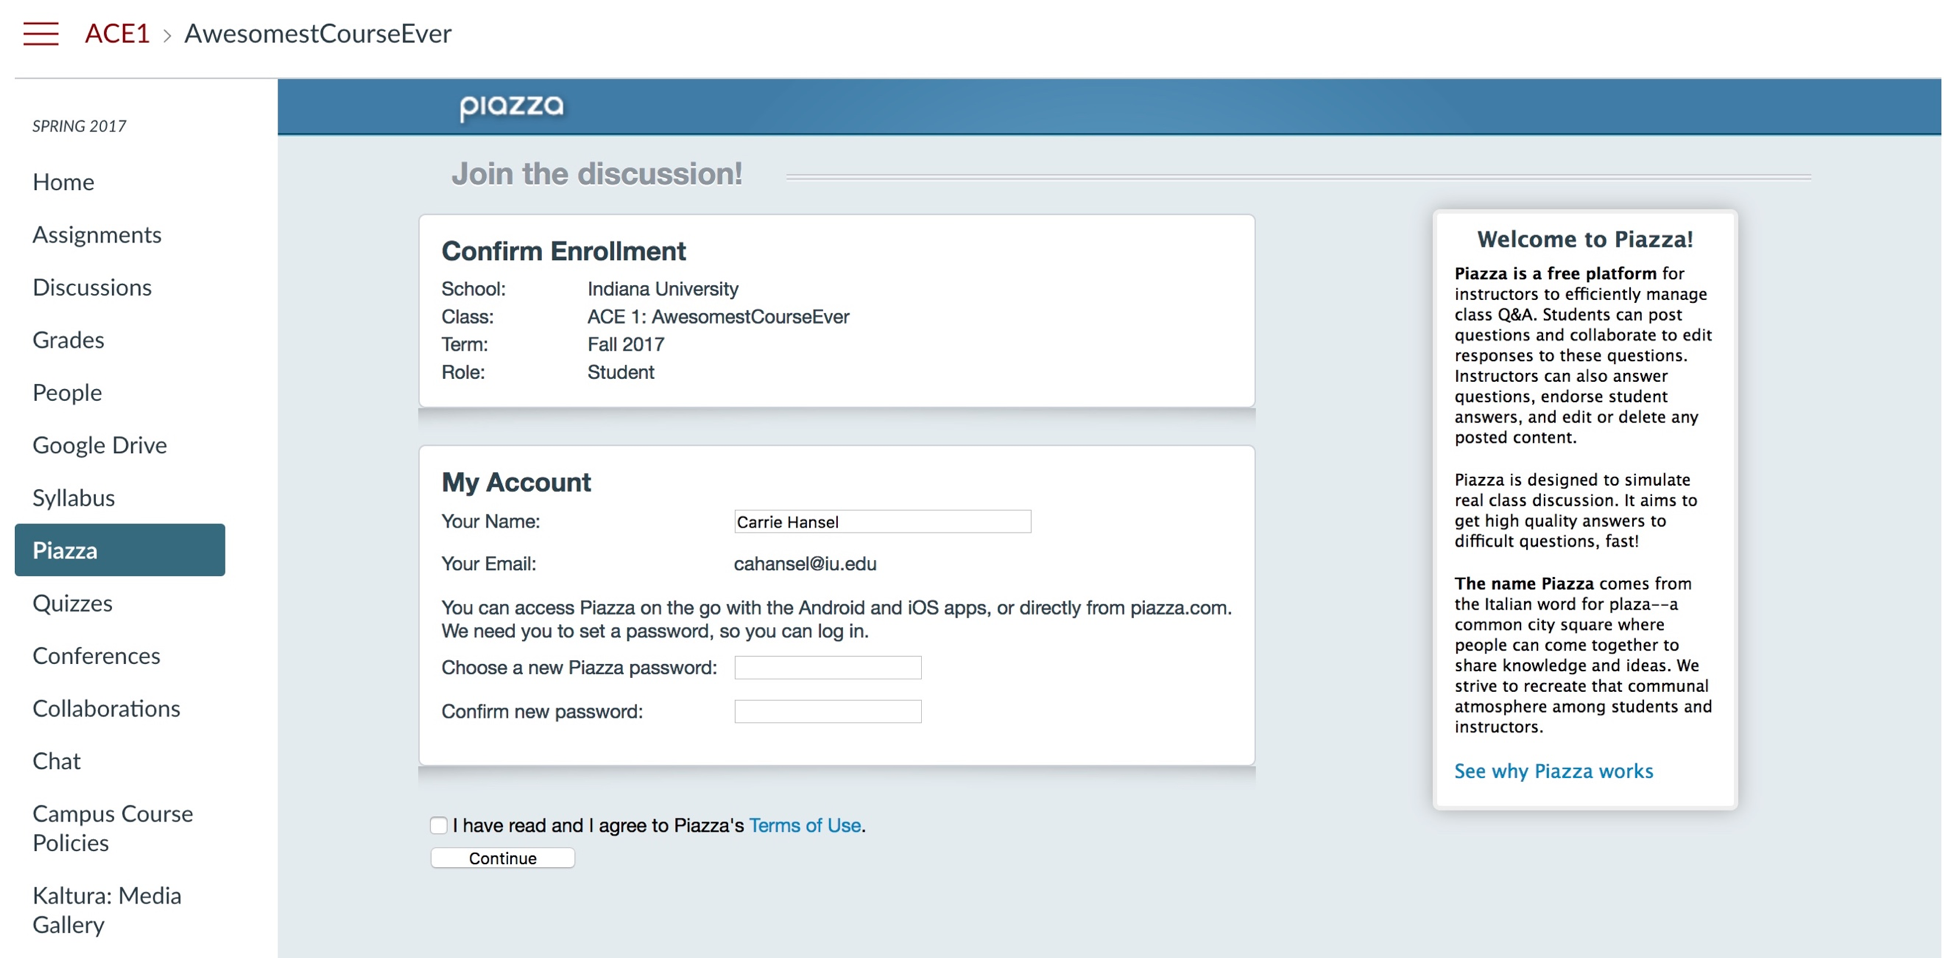 ACE1 > AwesomestCourseEver
SPRING 2017
Home
Assignments
Discussions
Grades
People
Google Drive
Syllabus
Piazza
Quizzes
Conferences
Collaborations
Chat
Campus Course
Policies
Kaltura: Media
Gallery
piazza
Join the discussion!
Confirm Enrollment
School: Indiana University
Class: ACE 1: AwesomestCourseEver
Term: Fall 2017
Role: Student
My Account
Your Name: Carrie Hansel
Your Email: cahansel@iu.edu
You can access Piazza on the go with the Android and iOS apps, or directly from piazza.com.
We need you to set a password, so you can log in.
Choose a new Piazza password:
Confirm new password:
I have read and I agree to Piazza's Terms of Use.
Continue
Welcome to Piazza!
Piazza is a free platform for
instructors to efficiently manage
class Q&A. Students can post
questions and collaborate to edit
responses to these questions.
Instructors can also answer
questions, endorse student
answers, and edit or delete any
posted content.
Piazza is designed to simulate
real class discussion. It aims to
get high quality answers to
difficult questions, fast!
The name Piazza comes from
the Italian word for plaza--a
common city square where
people can come together to
share knowledge and ideas. We
strive to recreate that communal
atmosphere among students and
instructors.
See why Piazza works